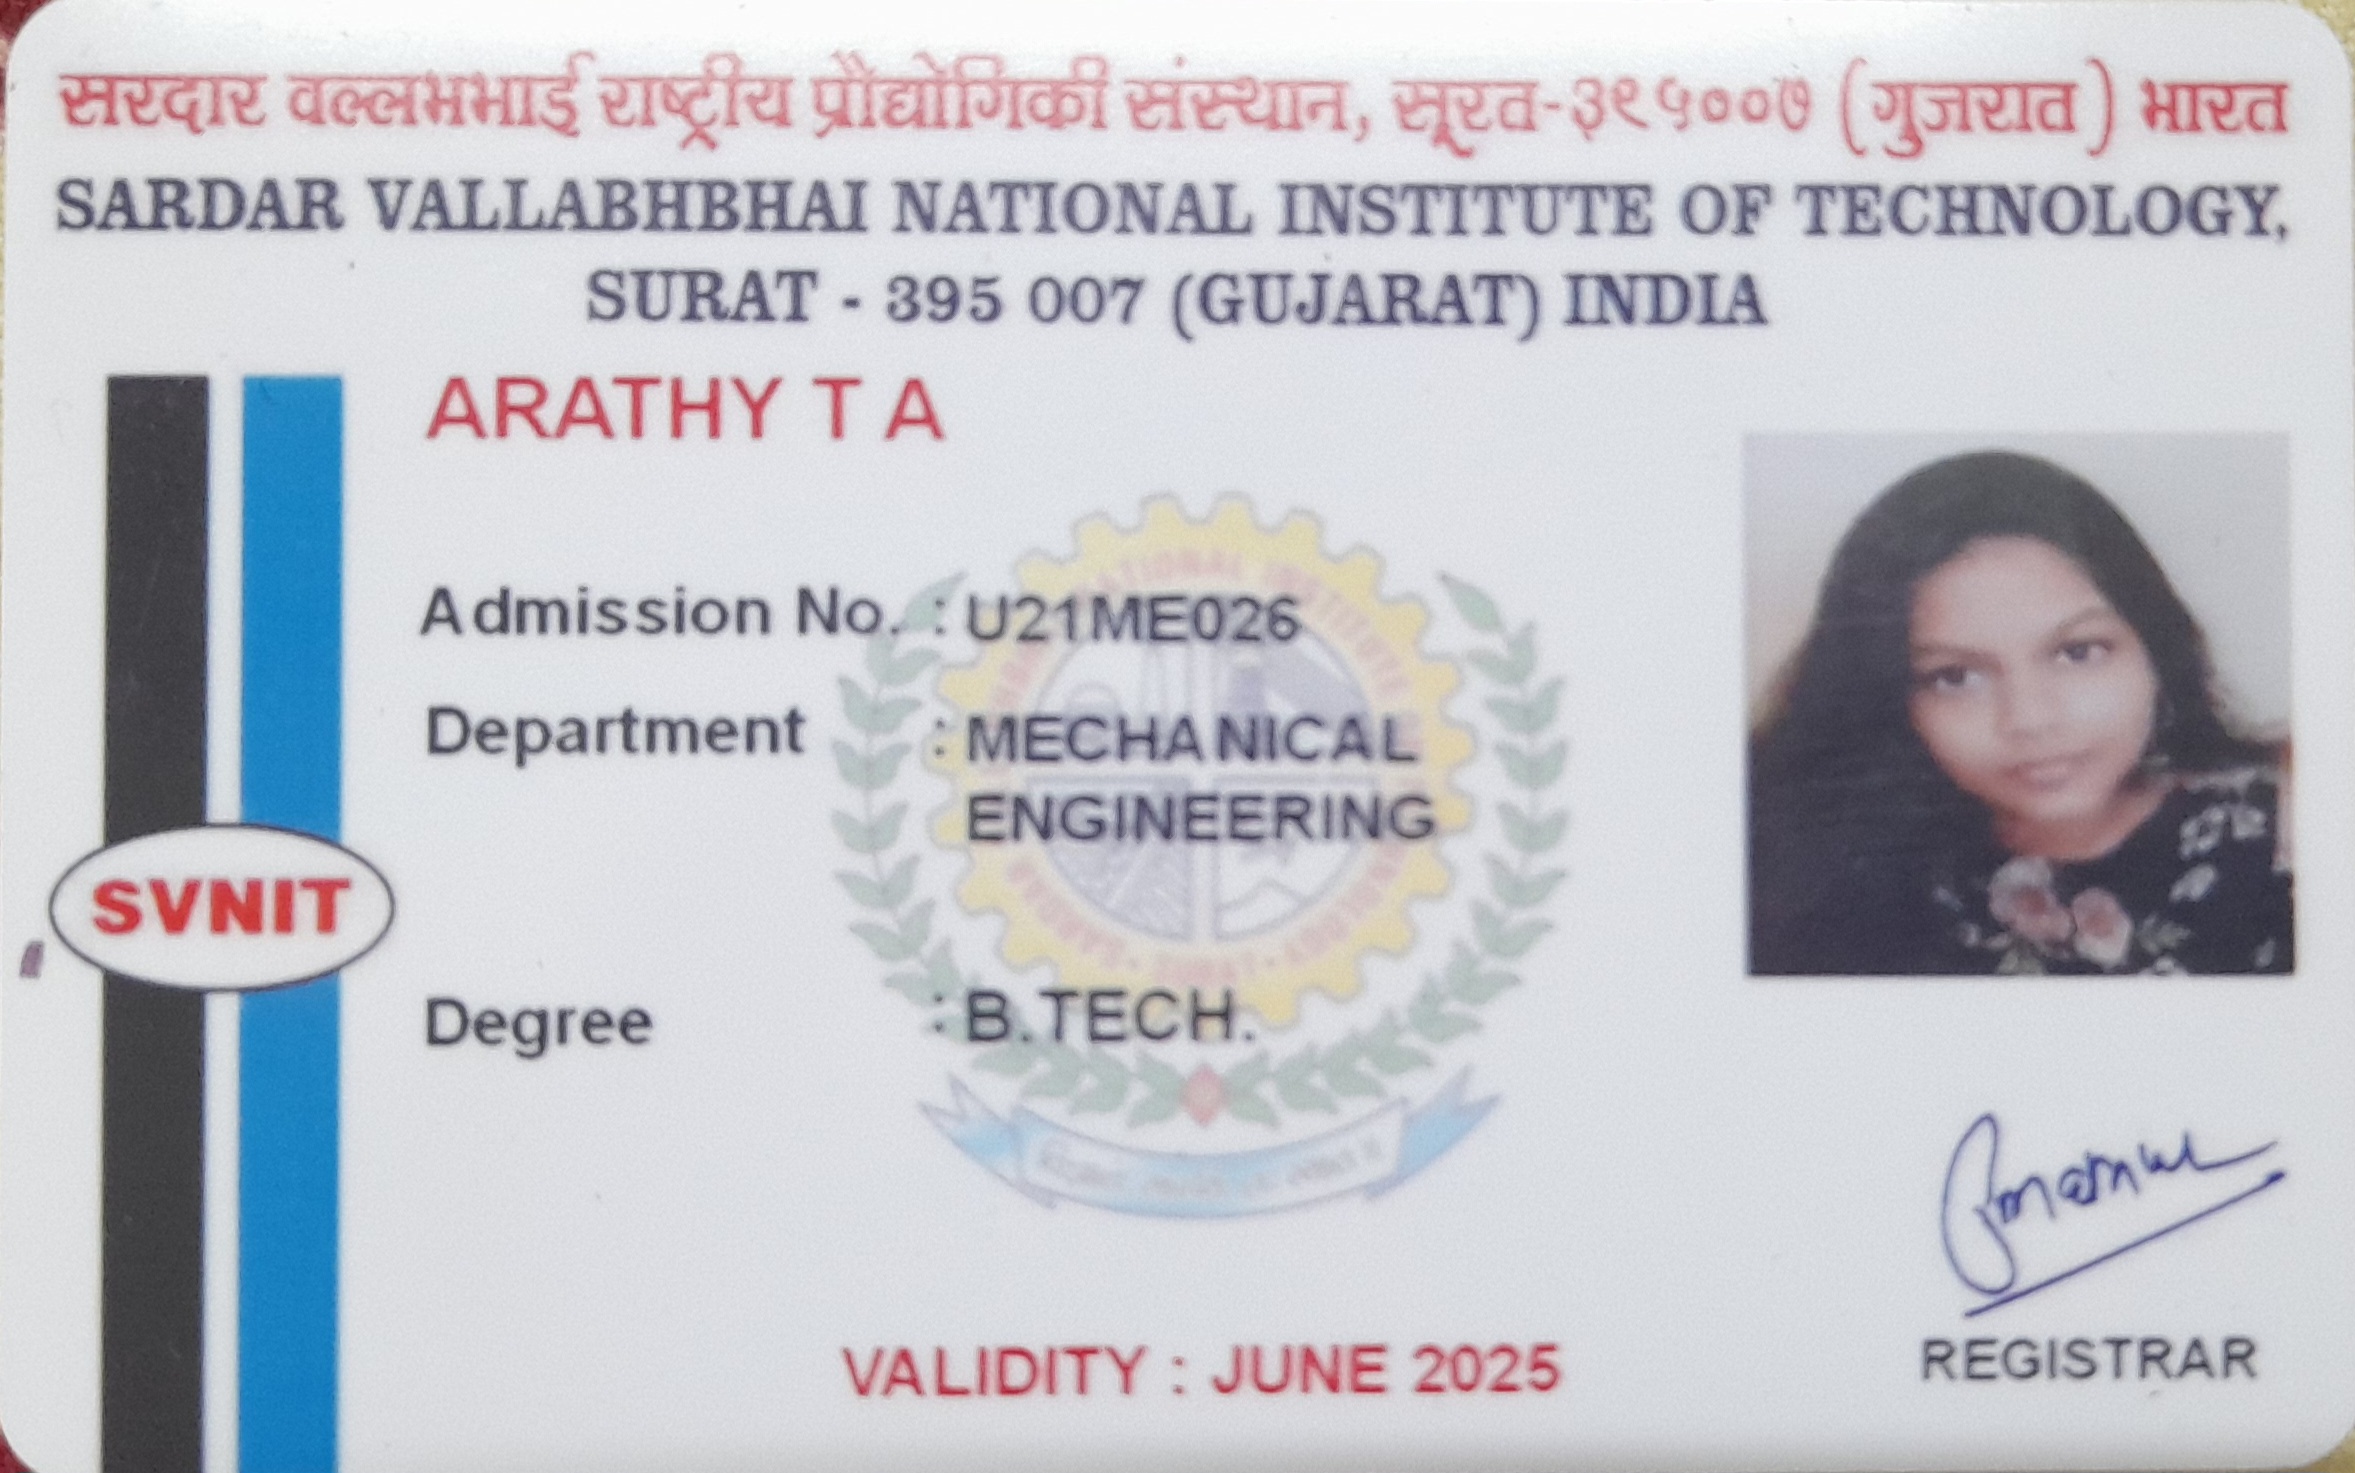 सरदार वल्लभभाई राष्ट्रीय प्रौद्योगिकी संस्थान, सूरत-३९५००७ (गुजरात) भारत
SARDAR VALLABHBHAI NATIONAL INSTITUTE OF TECHNOLOGY,
SURAT - 395 007 (GUJARAT) INDIA
ARATHY T A
Admission No. : U21ME026
Department : MECHANICAL
ENGINEERING
SVNIT
Degree : B.TECH.
VALIDITY : JUNE 2025
REGISTRAR